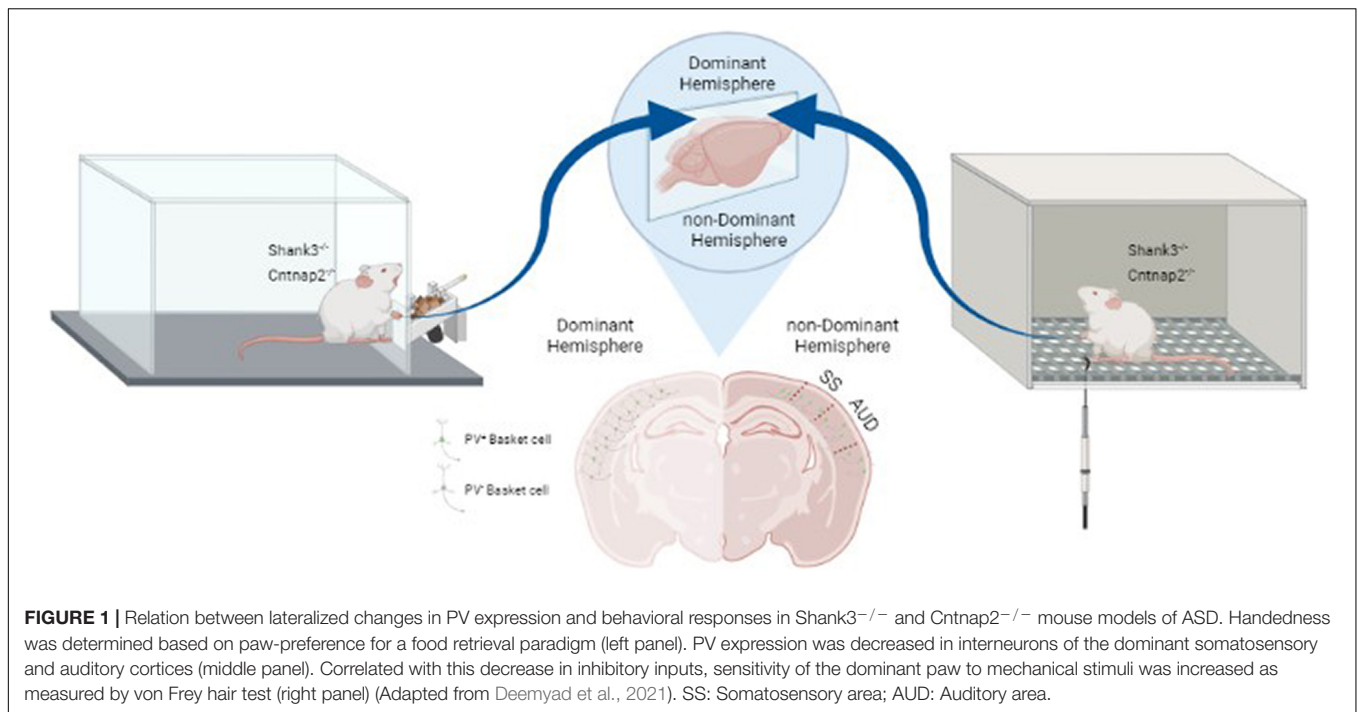 Dominant
Hemisphere
non-Dominant
Hemisphere
Shank3⁻/⁻
Cntnap2⁻/⁻
Shank3⁻/⁻
Cntnap2⁻/⁻
Dominant
Hemisphere
non-Dominant
Hemisphere
SS
AUD
PV⁺ Basket cell
PV⁻ Basket cell
FIGURE 1 | Relation between lateralized changes in PV expression and behavioral responses in Shank3−/− and Cntnap2−/− mouse models of ASD. Handedness
was determined based on paw-preference for a food retrieval paradigm (left panel). PV expression was decreased in interneurons of the dominant somatosensory
and auditory cortices (middle panel). Correlated with this decrease in inhibitory inputs, sensitivity of the dominant paw to mechanical stimuli was increased as
measured by von Frey hair test (right panel) (Adapted from Deemyad et al., 2021). SS: Somatosensory area; AUD: Auditory area.